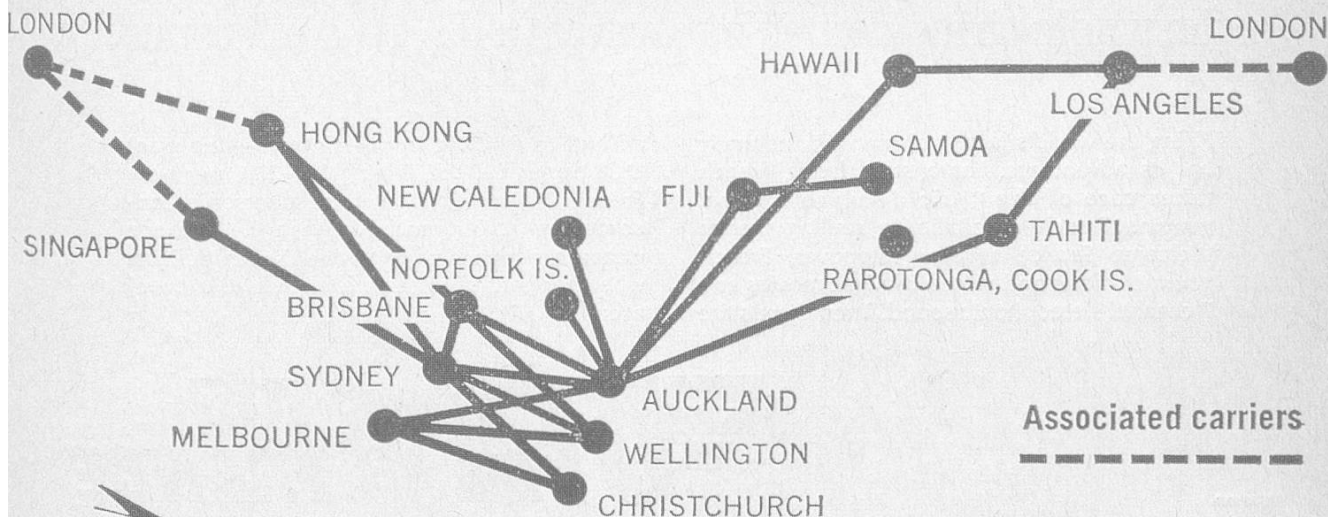 LONDON
LONDON
HAWAII
LOS ANGELES
HONG KONG
SAMOA
NEW CALEDONIA
FIJI
SINGAPORE
TAHITI
NORFOLK IS.
RAROTONGA, COOK IS.
BRISBANE
SYDNEY
AUCKLAND
Associated carriers
MELBOURNE
WELLINGTON
CHRISTCHURCH